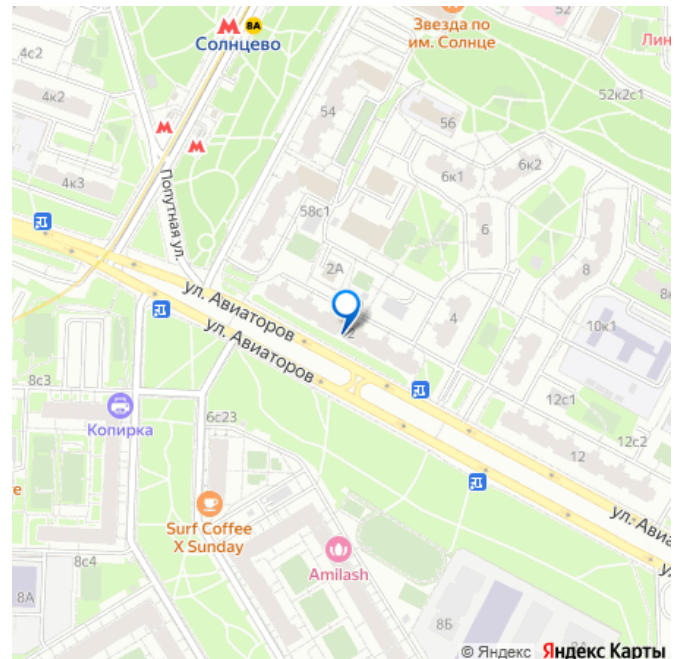 Звезда по
им. Солнце
М 8А
Солнцево
Лин
4с2
4к2
52к2с1
54
56
М
М
6к1
6к2
4к3
Попутная ул.
58с1
6
2А
8
8к
ул. Авиаторов
2
4
10к1
ул. Авиаторов
8с3
Копирка
6с23
12с1
12с2
12
е
Surf Coffee
X Sunday
ул. Авиа
у
Amilash
8с4
8А
8Б
© Яндекс Яндекс Карты